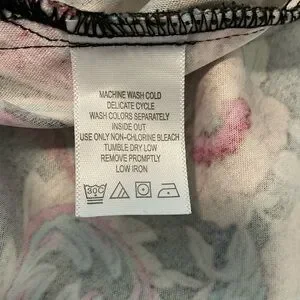 MACHINE WASH COLD
DELICATE CYCLE
WASH COLORS SEPARATELY
INSIDE OUT
USE ONLY NON-CHLORINE BLEACH
TUMBLE DRY LOW
REMOVE PROMPTLY
LOW IRON